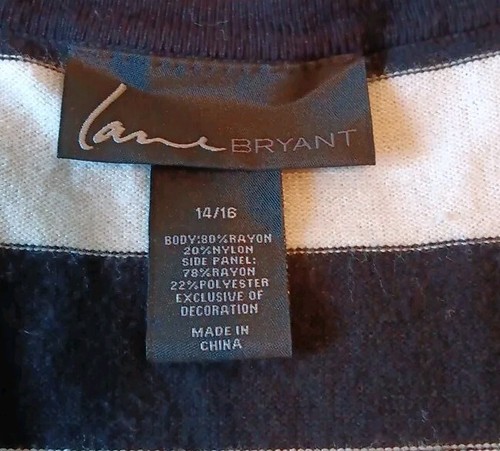 Lane BRYANT
14/16
BODY:80%RAYON
20%NYLON
SIDE PANEL:
78%RAYON
22%POLYESTER
EXCLUSIVE OF
DECORATION
MADE IN
CHINA